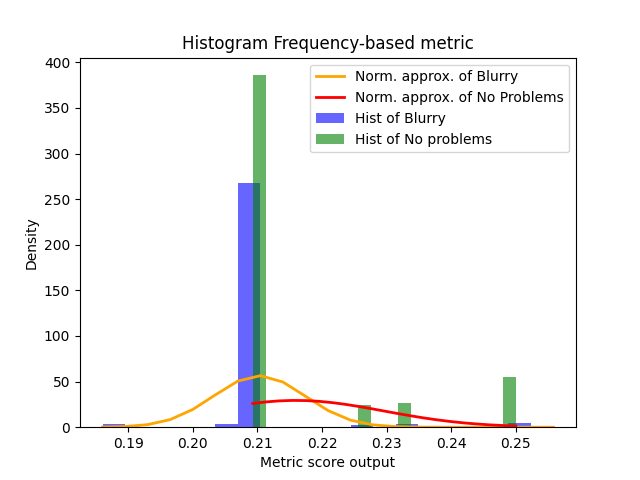 Histogram Frequency-based metric
Norm. approx. of Blurry
Norm. approx. of No Problems
Hist of Blurry
Hist of No problems
Density
400
350
300
250
200
150
100
50
0
0.19 0.20 0.21 0.22 0.23 0.24 0.25
Metric score output